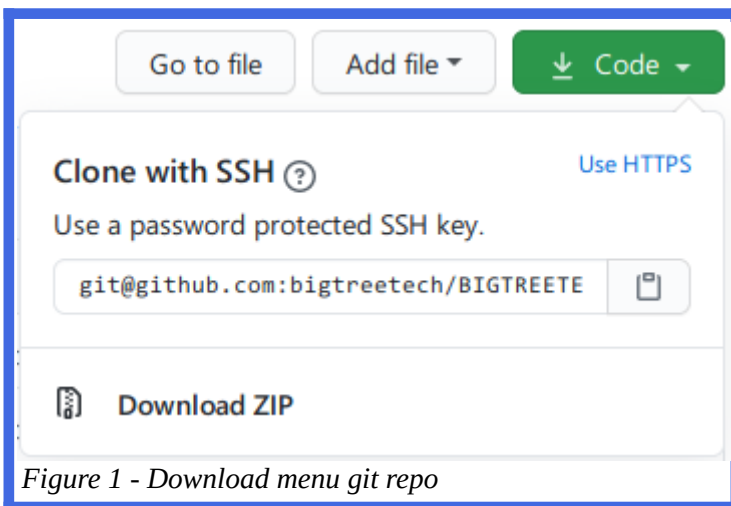 Go to file
Add file
Code
Clone with SSH
Use HTTPS
Use a password protected SSH key.
git@github.com:bigtreetech/BIGTREETE
Download ZIP
Figure 1 - Download menu git repo